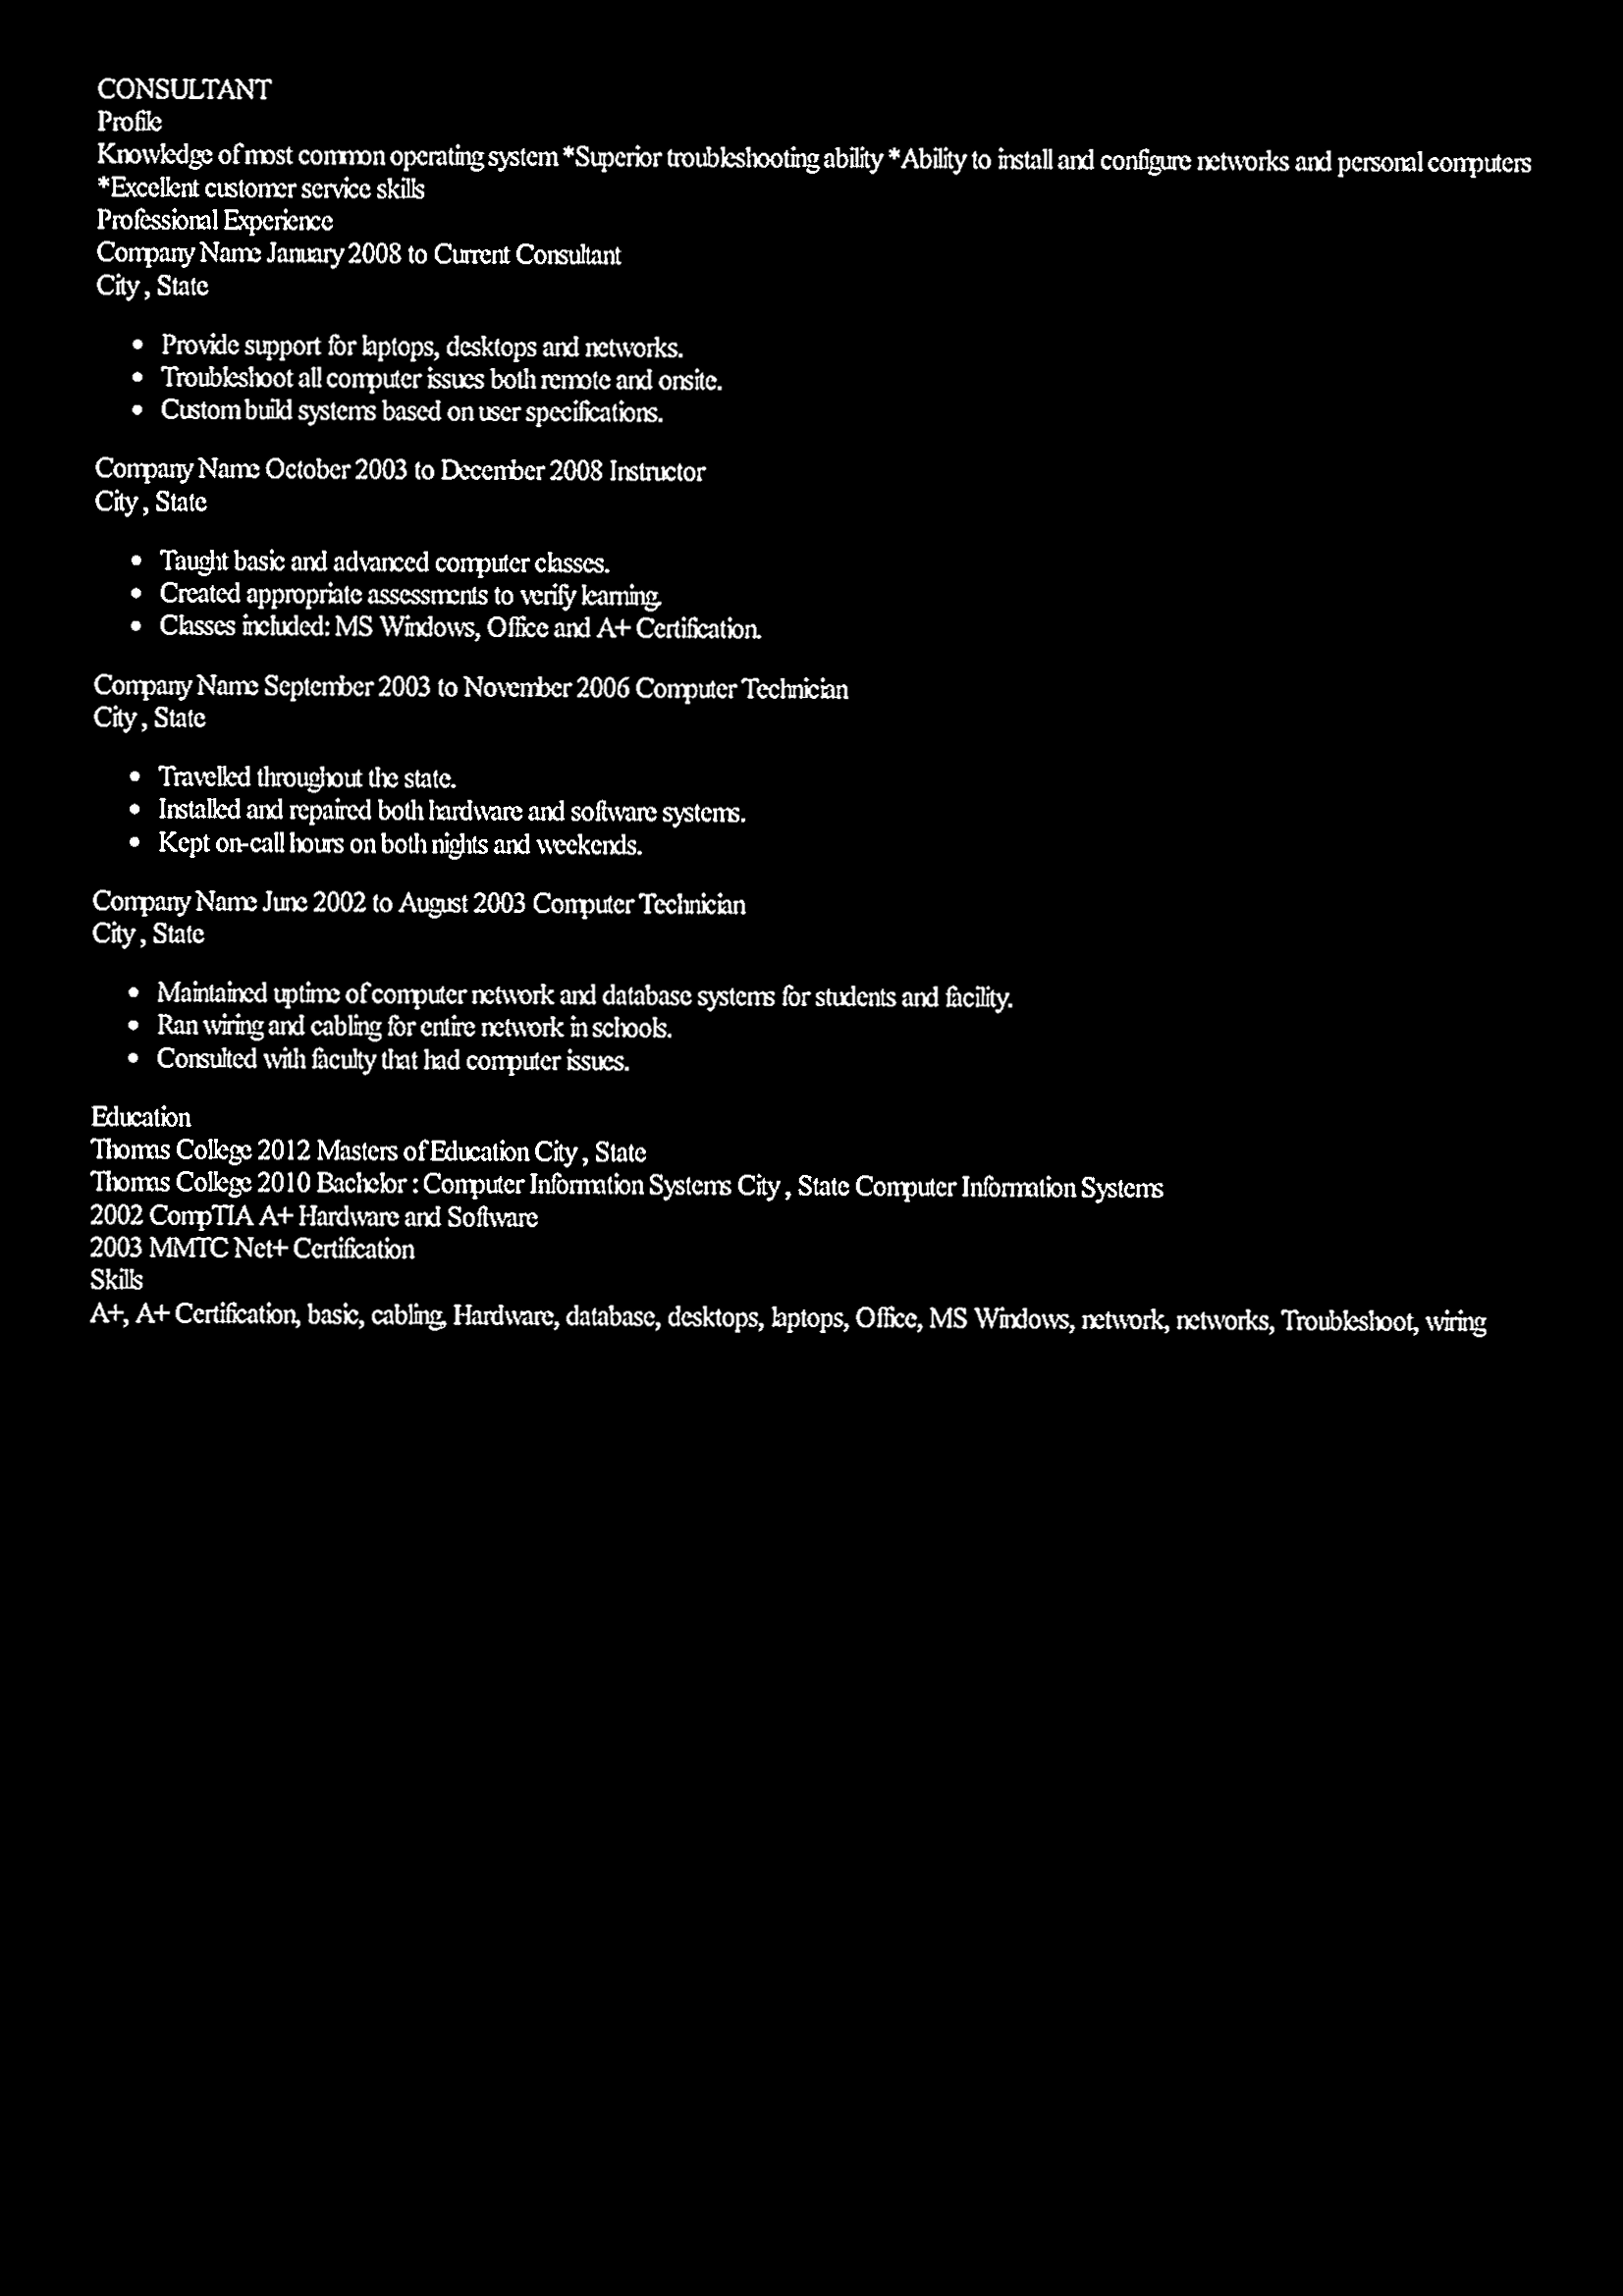 CONSULTANT
Profile
Knowledge of most common operating system *Superior troubleshooting ability *Ability to install and configure networks and personal computers
*Excellent customer service skills
Professional Experience
Company Name January 2008 to Current Consultant
City , State
• Provide support for laptops, desktops and networks.
• Troubleshoot all computer issues both remote and onsite.
• Custom build systems based on user specifications.
Company Name October 2003 to December 2008 Instructor
City , State
• Taught basic and advanced computer classes.
• Created appropriate assessments to verify learning.
• Classes included: MS Windows, Office and A+ Certification.
Company Name September 2003 to November 2006 Computer Technician
City , State
• Travelled throughout the state.
• Installed and repaired both hardware and software systems.
• Kept on-call hours on both nights and weekends.
Company Name June 2002 to August 2003 Computer Technician
City , State
• Maintained uptime of computer network and database systems for students and facility.
• Ran wiring and cabling for entire network in schools.
• Consulted with faculty that had computer issues.
Education
Thomas College 2012 Masters of Education City , State
Thomas College 2010 Bachelor : Computer Information Systems City , State Computer Information Systems
2002 CompTIA A+ Hardware and Software
2003 MMTC Net+ Certification
Skills
A+, A+ Certification, basic, cabling, Hardware, database, desktops, laptops, Office, MS Windows, network, networks, Troubleshoot, wiring